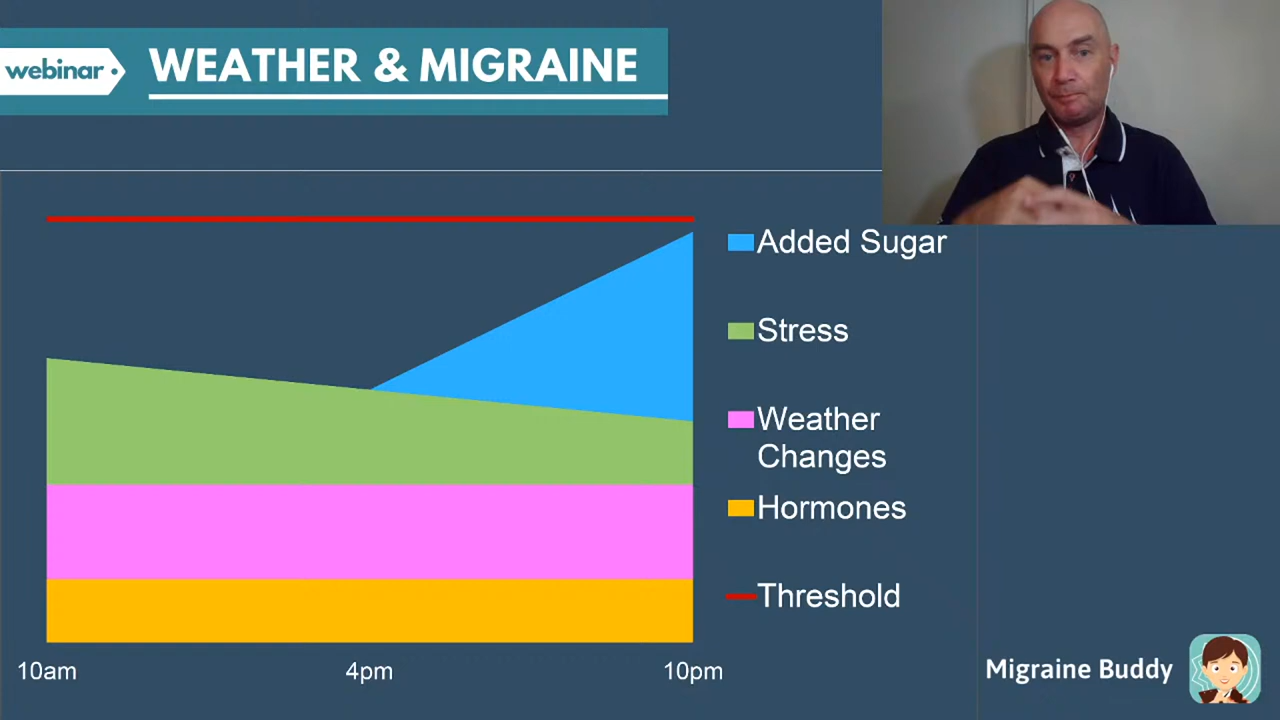 webinar
WEATHER & MIGRAINE
Added Sugar
Stress
Weather
Changes
Hormones
Threshold
10am 4pm 10pm
Migraine Buddy